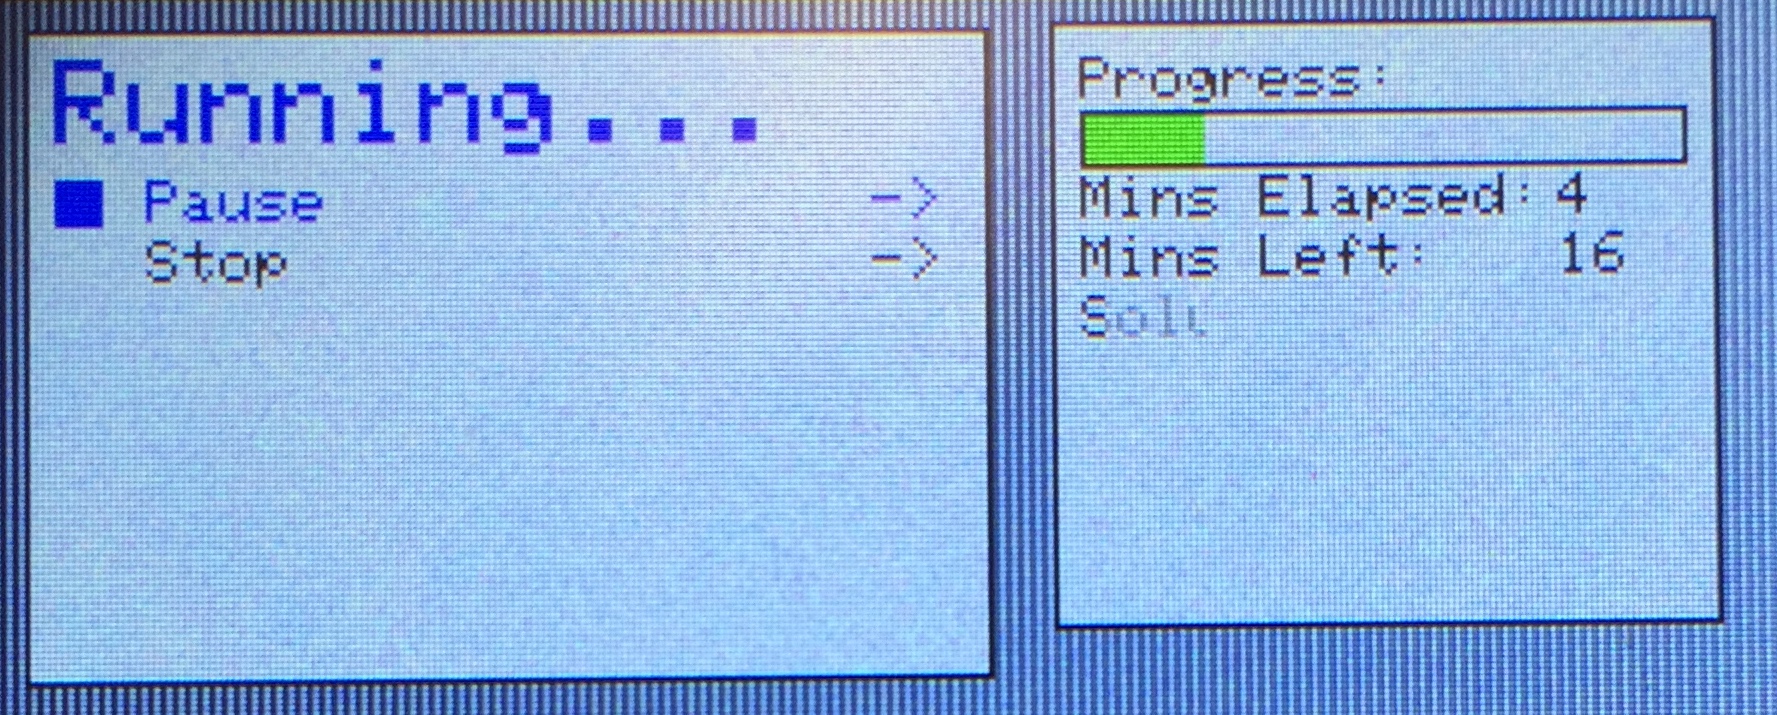 Running...
Pause ->
Stop ->
Progress:
Mins Elapsed: 4
Mins Left: 16